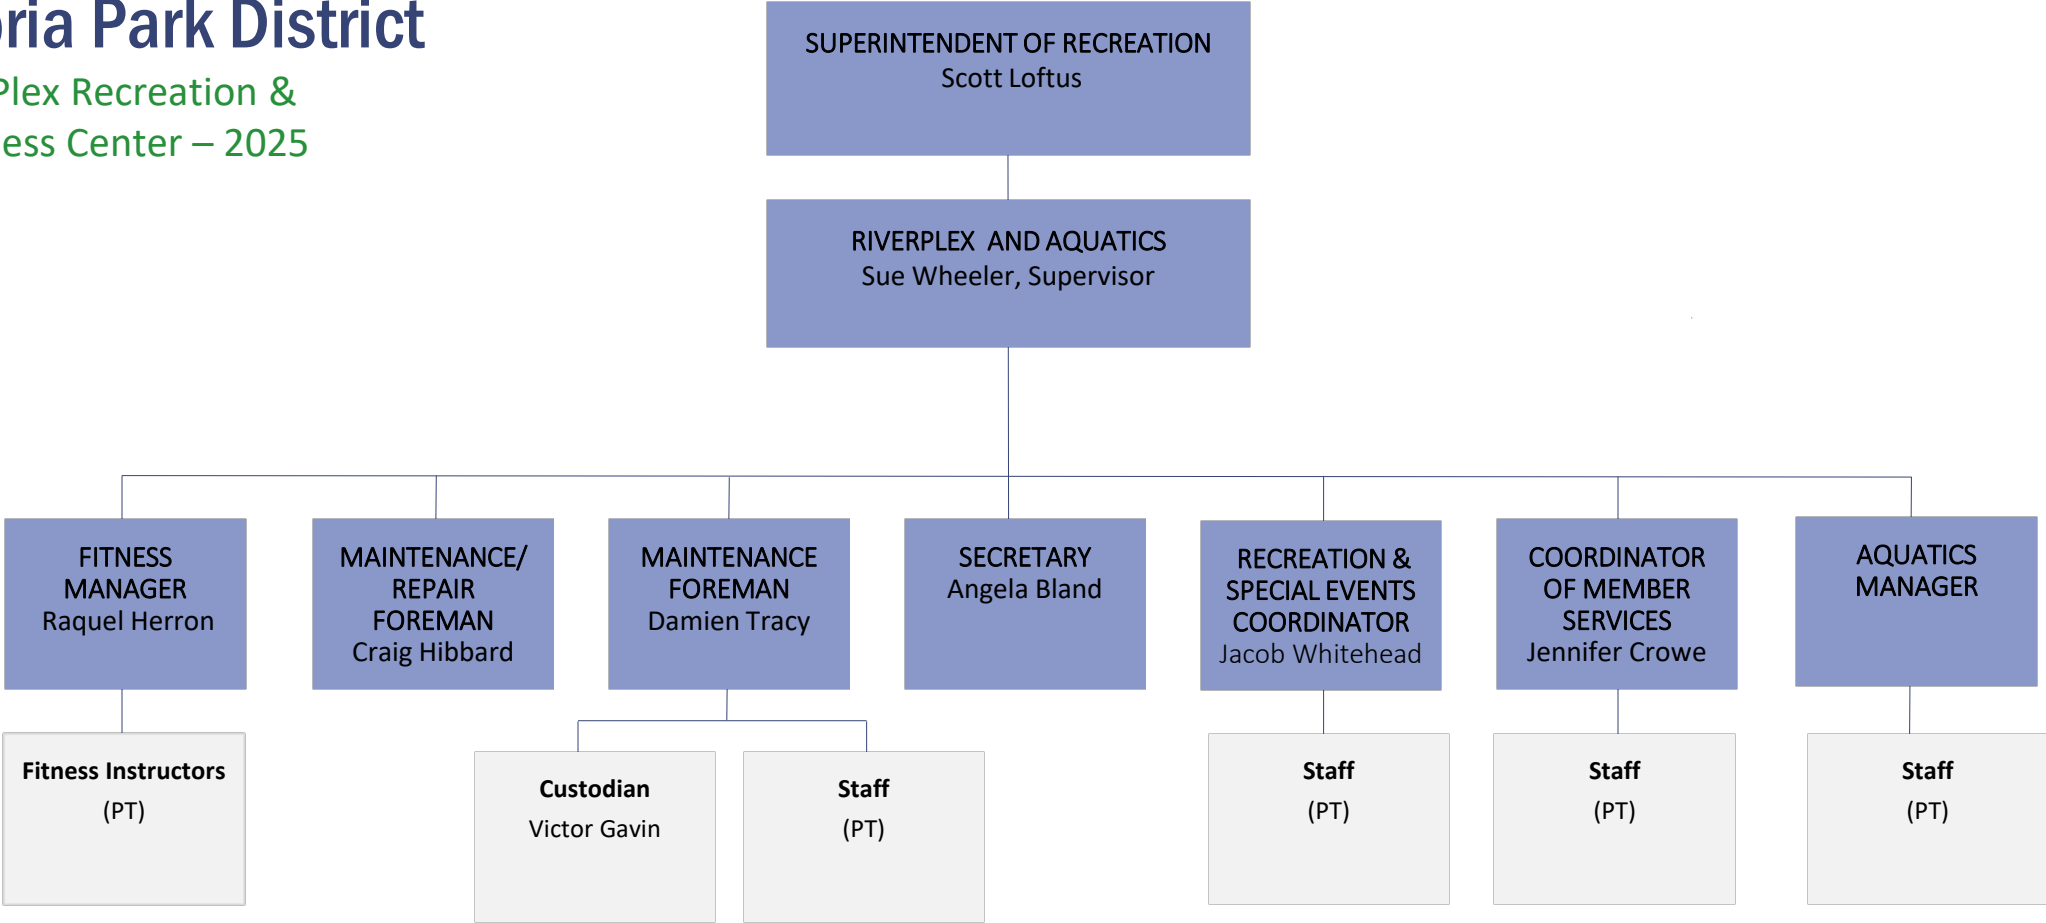 oria Park District
Plex Recreation &
ess Center – 2025
SUPERINTENDENT OF RECREATION
Scott Loftus
RIVERPLEX AND AQUATICS
Sue Wheeler, Supervisor
FITNESS
MANAGER
Raquel Herron
MAINTENANCE/
REPAIR
FOREMAN
Craig Hibbard
MAINTENANCE
FOREMAN
Damien Tracy
SECRETARY
Angela Bland
RECREATION &
SPECIAL EVENTS
COORDINATOR
Jacob Whitehead
COORDINATOR
OF MEMBER
SERVICES
Jennifer Crowe
AQUATICS
MANAGER
Fitness Instructors
(PT)
Custodian
Victor Gavin
Staff
(PT)
Staff
(PT)
Staff
(PT)
Staff
(PT)